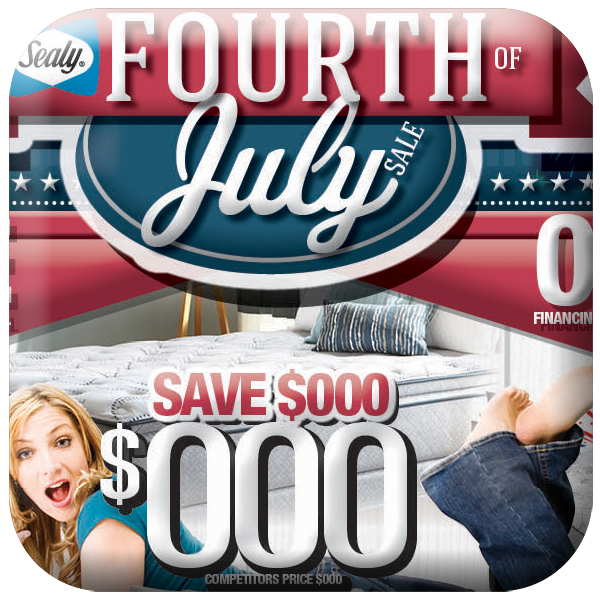 Sealy®
FOURTH OF
July SALE
0
FINANCIN
SAVE $000
$000
COMPETITORS PRICE $000